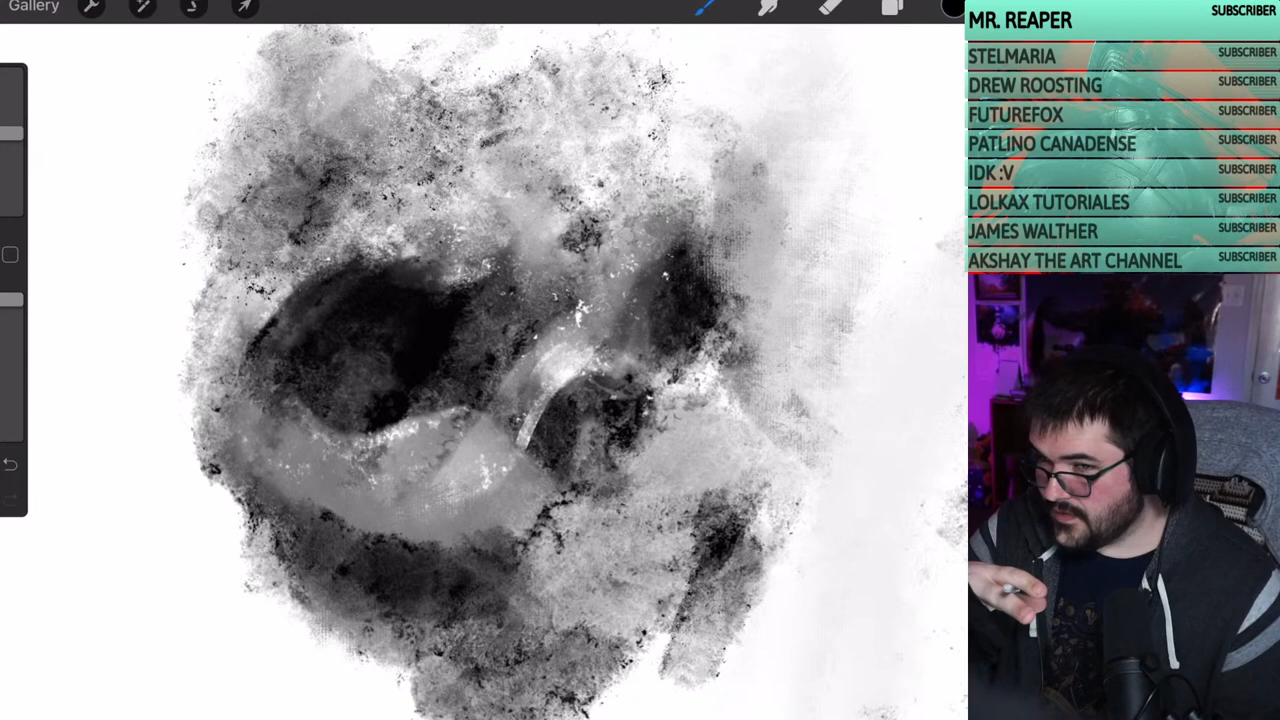 Gallery
MR. REAPER SUBSCRIBER
STELMARIA SUBSCRIBER
DREW ROOSTING SUBSCRIBER
FUTUREFOX SUBSCRIBER
PATLINO CANADENSE SUBSCRIBER
IDK :V SUBSCRIBER
LOLKAX TUTORIALES SUBSCRIBER
JAMES WALTHER SUBSCRIBER
AKSHAY THE ART CHANNEL SUBSCRIBER